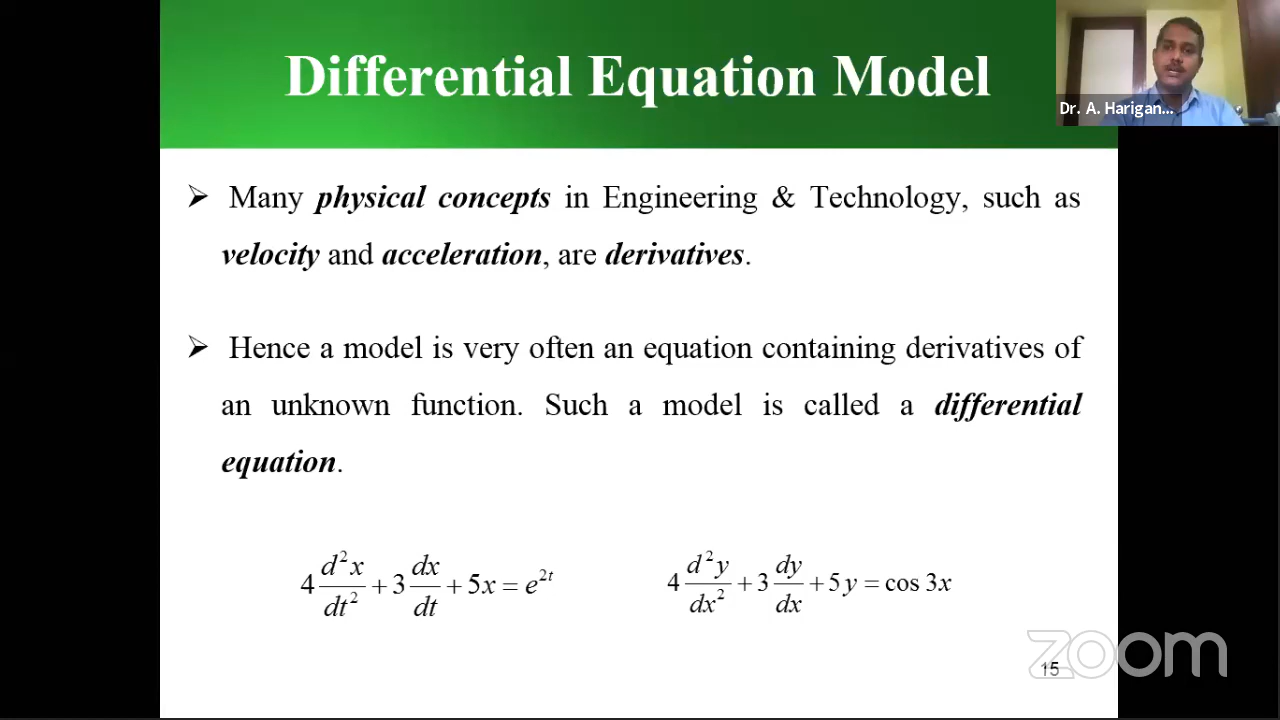 Differential Equation Model
Dr. A. Harigan...
➢ Many physical concepts in Engineering & Technology, such as
velocity and acceleration, are derivatives.
➢ Hence a model is very often an equation containing derivatives of
an unknown function. Such a model is called a differential
equation.
4 d²x/dt² + 3 dx/dt + 5x = e^{2t}
4 d²y/dx² + 3 dy/dx + 5y = cos 3x
zoom
15